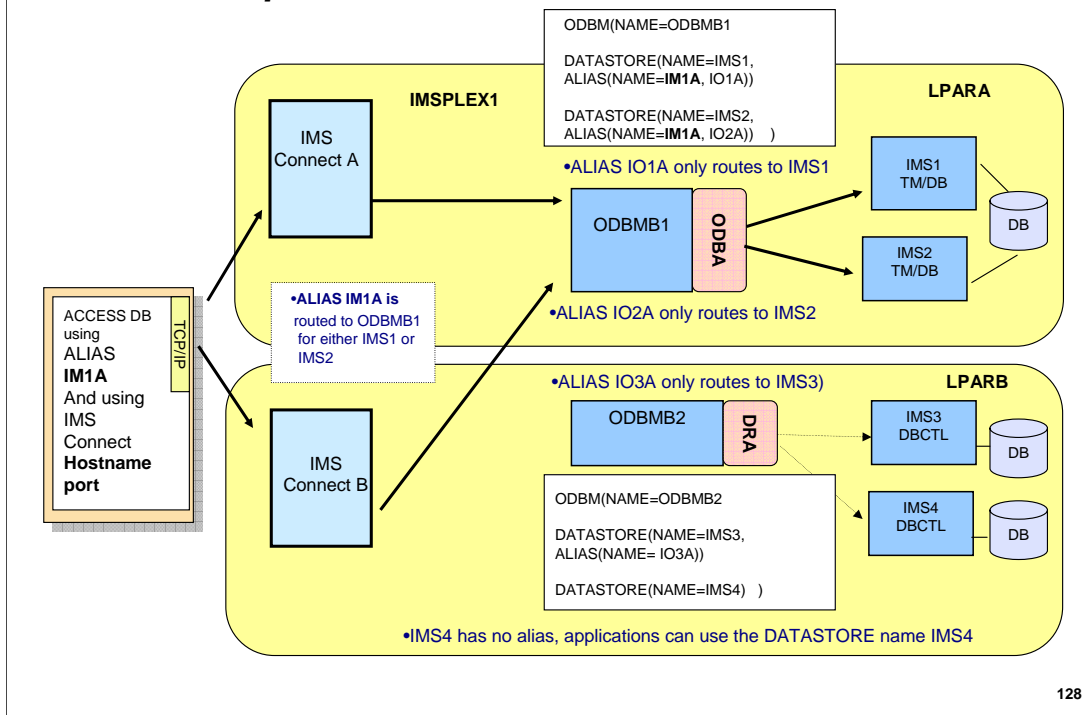 ODBM(NAME=ODBMB1
DATASTORE(NAME=IMS1,
ALIAS(NAME=IM1A, IO1A))
DATASTORE(NAME=IMS2,
ALIAS(NAME=IM1A, IO2A))   )
IMSPLEX1
LPARA
IMS
Connect A
•ALIAS IO1A only routes to IMS1
ODBMB1
ODBA
IMS1
TM/DB
IMS2
TM/DB
DB
•ALIAS IO2A only routes to IMS2
ACCESS DB
using
ALIAS
IM1A
And using
IMS
Connect
Hostname
port
TCP/IP
•ALIAS IM1A is
routed to ODBMB1
for either IMS1 or
IMS2
•ALIAS IO3A only routes to IMS3)
LPARB
IMS
Connect B
ODBMB2
DRA
IMS3
DBCTL
DB
IMS4
DBCTL
DB
ODBM(NAME=ODBMB2
DATASTORE(NAME=IMS3,
ALIAS(NAME= IO3A))
DATASTORE(NAME=IMS4)   )
•IMS4 has no alias, applications can use the DATASTORE name IMS4
128